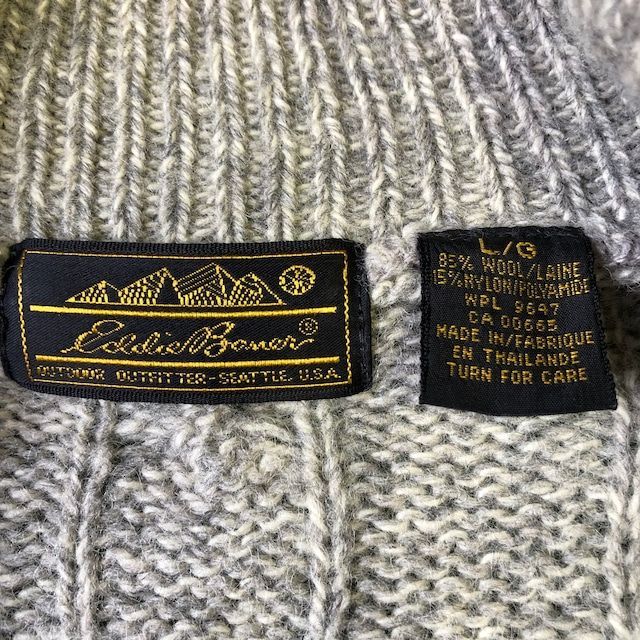 Eddie Bauer®
OUTDOOR OUTFITTER-SEATTLE U.S.A.
L/G
85% WOOL/LAINE
15%NYLON/POLYAMIDE
WPL 9647
CA 00665
MADE IN/FABRIQUE
EN THAILANDE
TURN FOR CARE